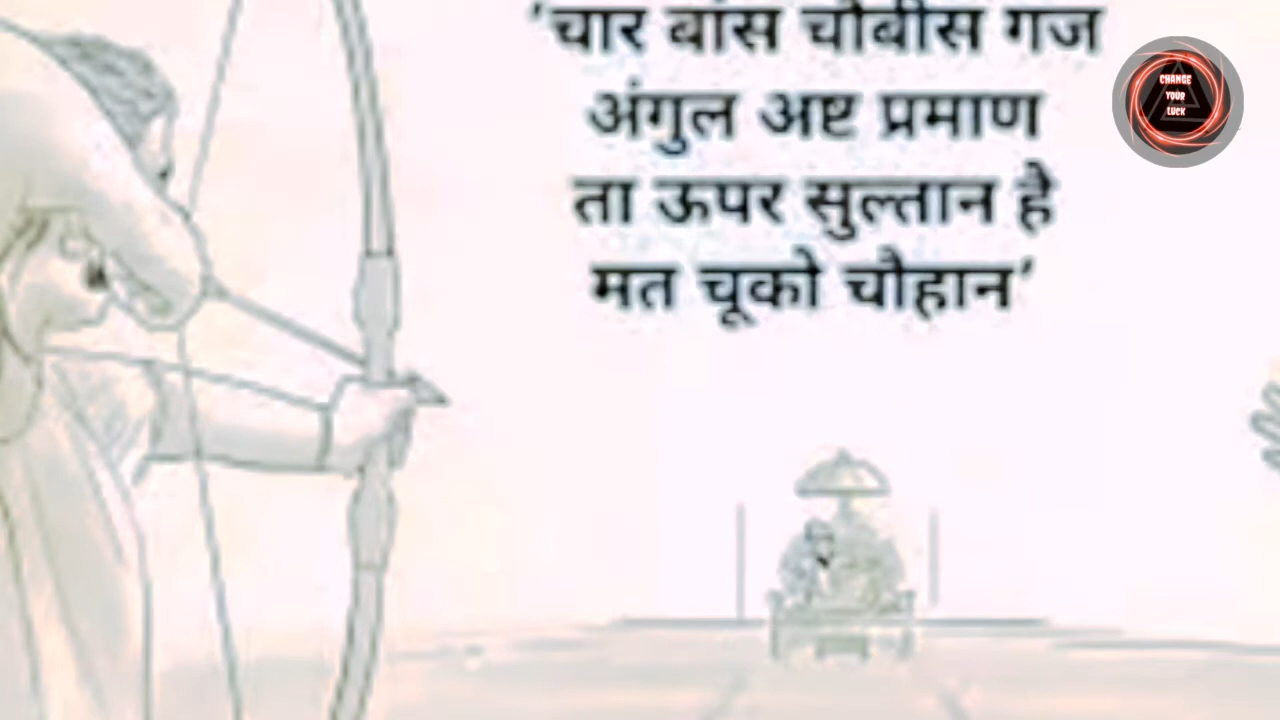 ‘चार बांस चौबीस गज
अंगुल अष्ट प्रमाण
ता ऊपर सुल्तान है
मत चूको चौहान’
CHANGE
YOUR
LUCK